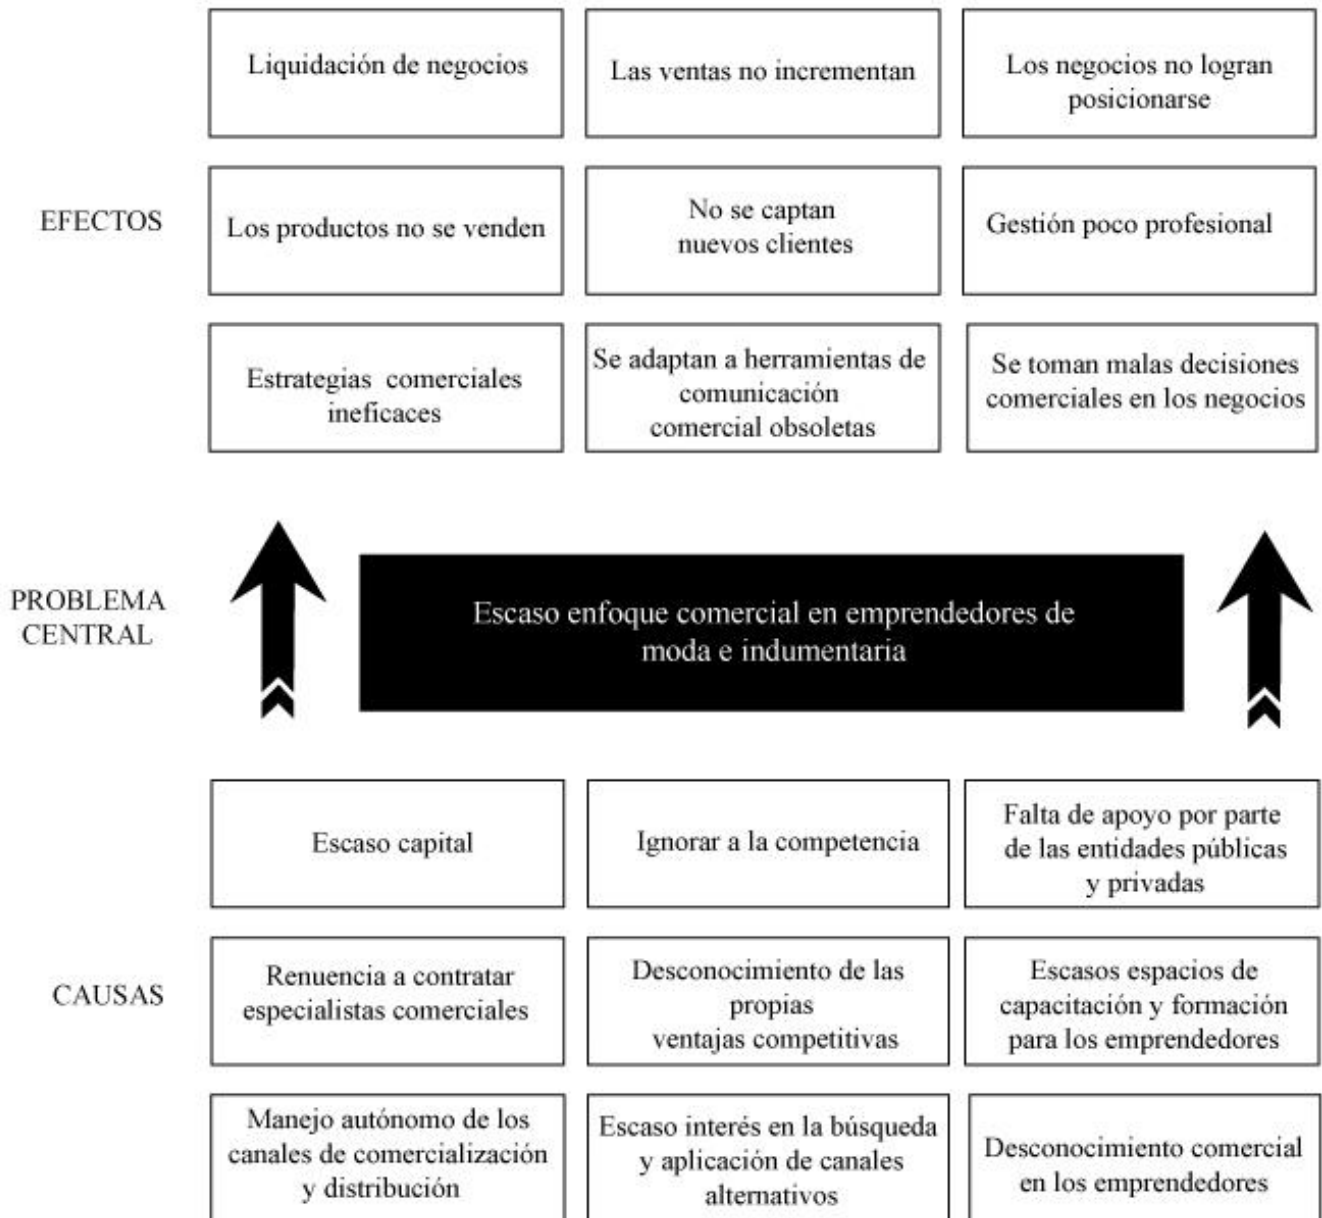 Liquidación de negocios
Las ventas no incrementan
Los negocios no logran
posicionarse
EFECTOS
Los productos no se venden
No se captan
nuevos clientes
Gestión poco profesional
Estrategias comerciales
ineficaces
Se adaptan a herramientas de
comunicación
comercial obsoletas
Se toman malas decisiones
comerciales en los negocios
PROBLEMA
CENTRAL
Escaso enfoque comercial en emprendedores de
moda e indumentaria
Escaso capital
Ignorar a la competencia
Falta de apoyo por parte
de las entidades públicas
y privadas
CAUSAS
Renuencia a contratar
especialistas comerciales
Desconocimiento de las
propias
ventajas competitivas
Escasos espacios de
capacitación y formación
para los emprendedores
Manejo autónomo de los
canales de comercialización
y distribución
Escaso interés en la búsqueda
y aplicación de canales
alternativos
Desconocimiento comercial
en los emprendedores